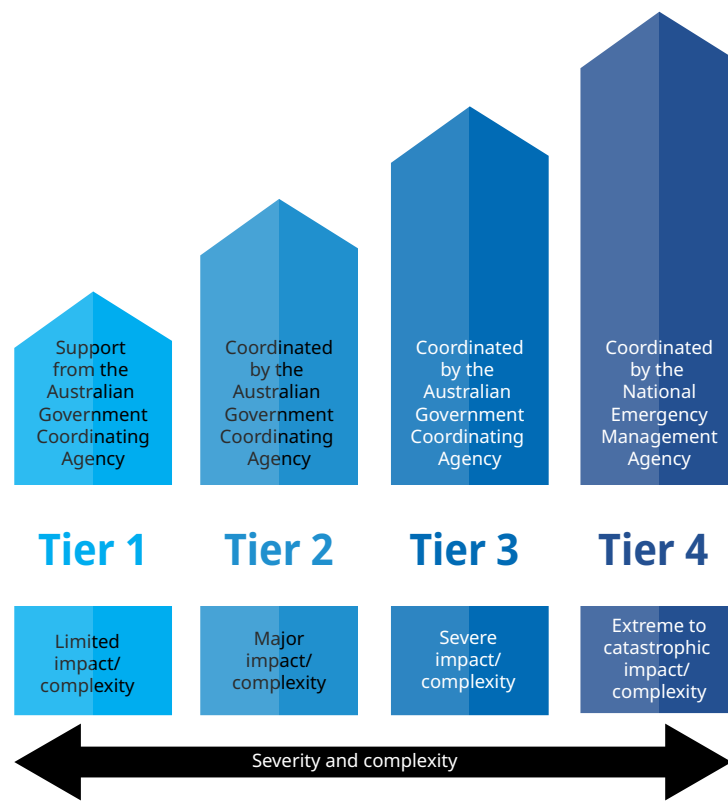 Support
from the
Australian
Government
Coordinating
Agency
Coordinated
by the
Australian
Government
Coordinating
Agency
Coordinated
by the
Australian
Government
Coordinating
Agency
Coordinated
by the
National
Emergency
Management
Agency
Tier 1
Tier 2
Tier 3
Tier 4
Limited
impact/
complexity
Major
impact/
complexity
Severe
impact/
complexity
Extreme to
catastrophic
impact/
complexity
Severity and complexity